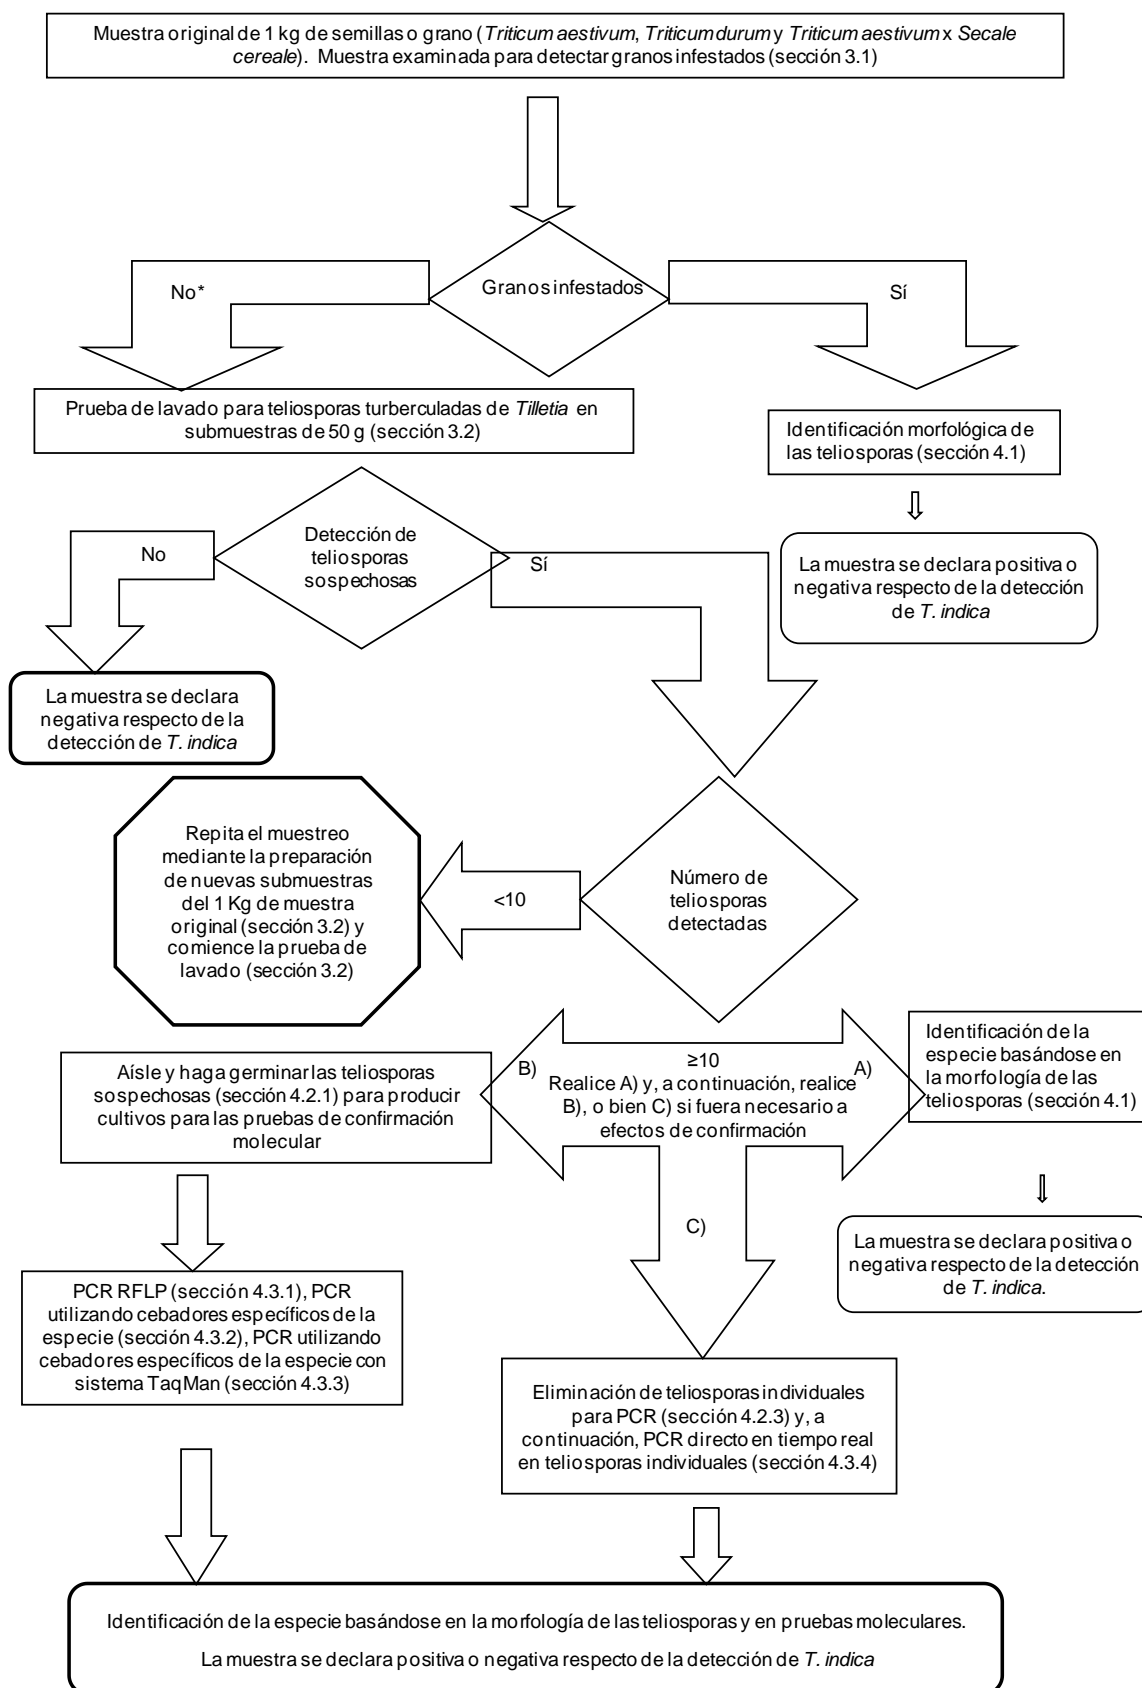 Muestra original de 1 kg de semillas o grano (Triticum aestivum, Triticum durum y Triticum aestivum x Secale
cereale). Muestra examinada para detectar granos infestados (sección 3.1)
Granos infestados
No*
Sí
Prueba de lavado para teliosporas turberculadas de Tilletia en
submuestras de 50 g (sección 3.2)
Identificación morfológica de
las teliosporas (sección 4.1)
Detección de
teliosporas
sospechosas
No
Sí
La muestra se declara positiva o
negativa respecto de la detección
de T. indica
La muestra se declara
negativa respecto de la
detección de T. indica
Repita el muestreo
mediante la preparación
de nuevas submuestras
del 1 Kg de muestra
original (sección 3.2) y
comience la prueba de
lavado (sección 3.2)
<10
Número de
teliosporas
detectadas
Aísle y haga germinar las teliosporas
sospechosas (sección 4.2.1) para producir
cultivos para las pruebas de confirmación
molecular
B)
≥10
Realice A) y, a continuación, realice
B), o bien C) si fuera necesario a
efectos de confirmación
A)
Identificación de la
especie basándose en
la morfología de las
teliosporas (sección 4.1)
C)
La muestra se declara positiva o
negativa respecto de la detección
de T. indica.
PCR RFLP (sección 4.3.1), PCR
utilizando cebadores específicos de la
especie (sección 4.3.2), PCR utilizando
cebadores específicos de la especie con
sistema TaqMan (sección 4.3.3)
Eliminación de teliosporas individuales
para PCR (sección 4.2.3) y, a
continuación, PCR directo en tiempo real
en teliosporas individuales (sección 4.3.4)
Identificación de la especie basándose en la morfología de las teliosporas y en pruebas moleculares.
La muestra se declara positiva o negativa respecto de la detección de T. indica